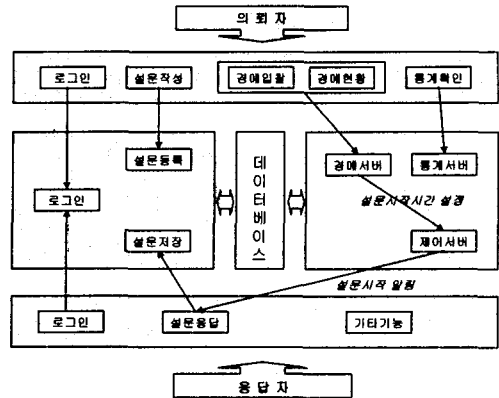 의 뢰 자
로그인
설문작성
경매입찰
경매현황
통계확인
설문등록
로그인
설문저장
데이터베이스
경매서버
통계서버
설문시작시간 설정
제어서버
설문시작 알림
로그인
설문응답
기타기능
응 답 자